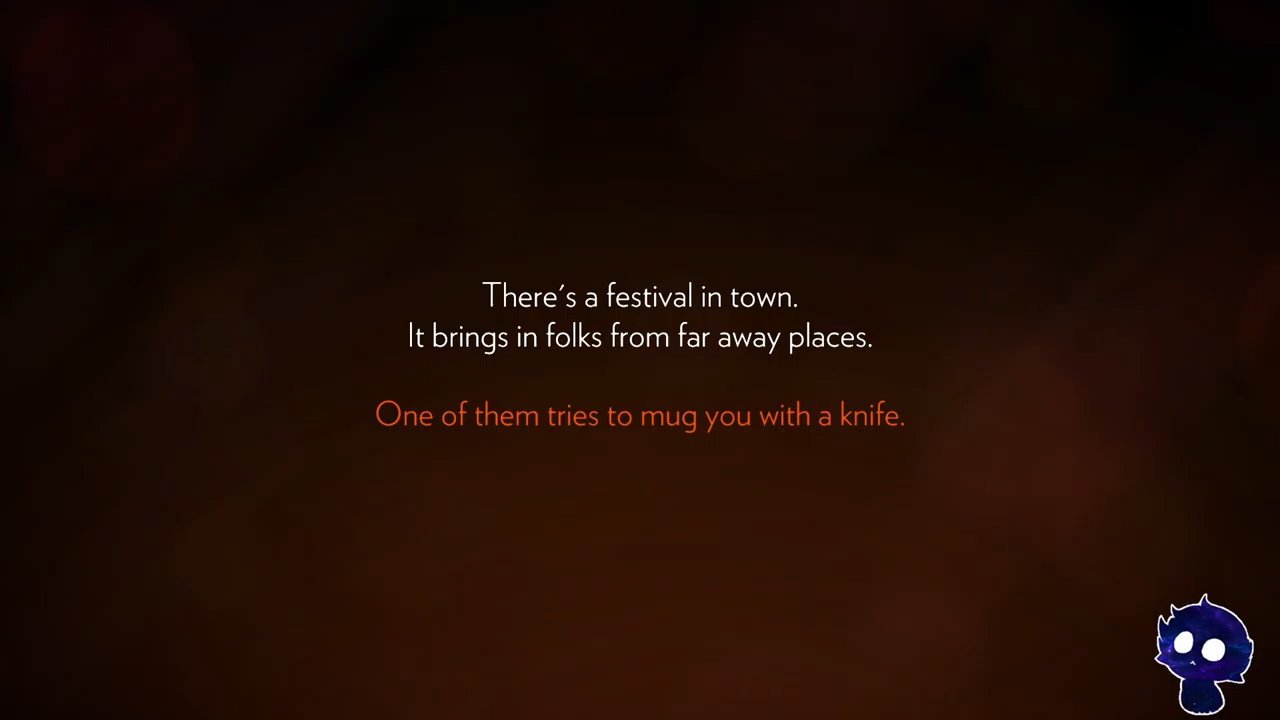 There's a festival in town.
It brings in folks from far away places.
One of them tries to mug you with a knife.